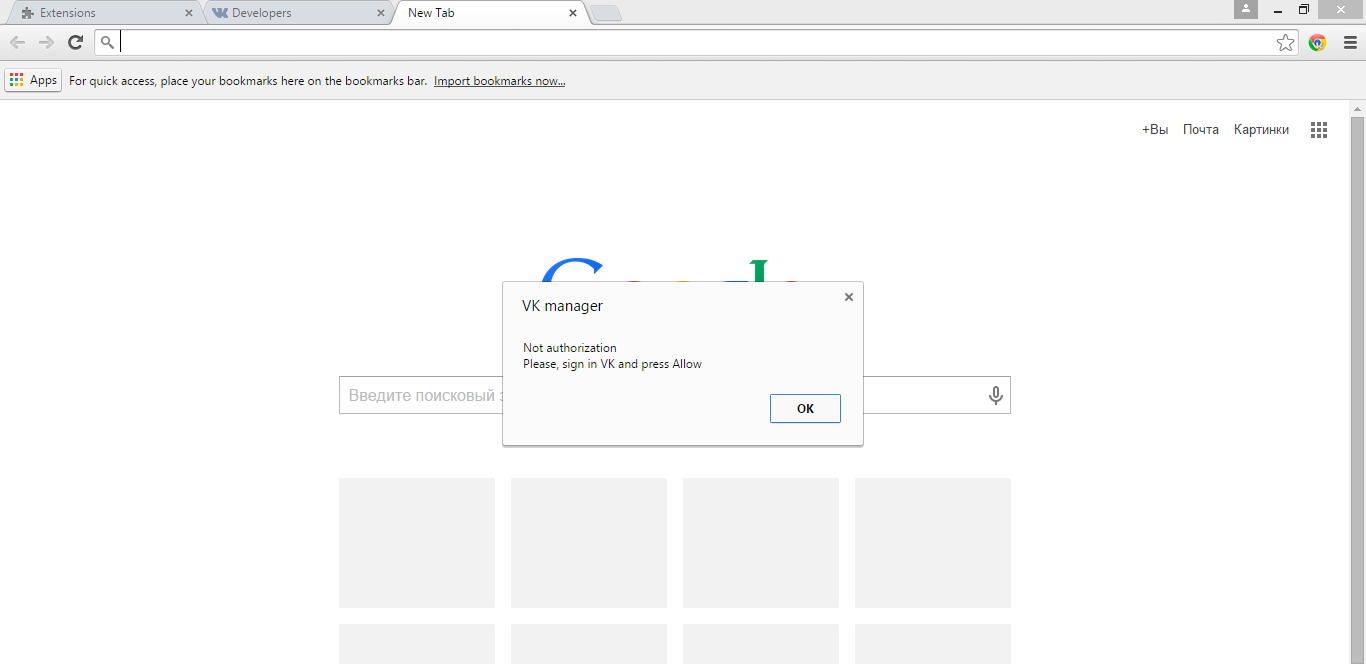 Extensions
Developers
New Tab
Apps
For quick access, place your bookmarks here on the bookmarks bar. Import bookmarks now...
+Вы Почта Картинки
VK manager
Not authorization
Please, sign in VK and press Allow
Введите поисковый
OK